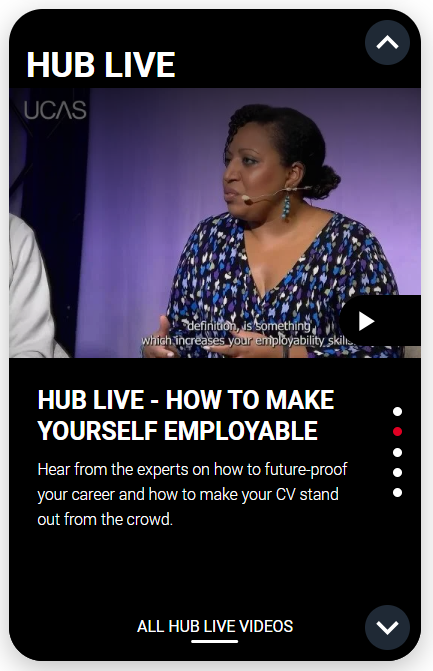 HUB LIVE
UCAS
definition, is something
which increases your employability skills
HUB LIVE - HOW TO MAKE
YOURSELF EMPLOYABLE
Hear from the experts on how to future-proof
your career and how to make your CV stand
out from the crowd.
ALL HUB LIVE VIDEOS